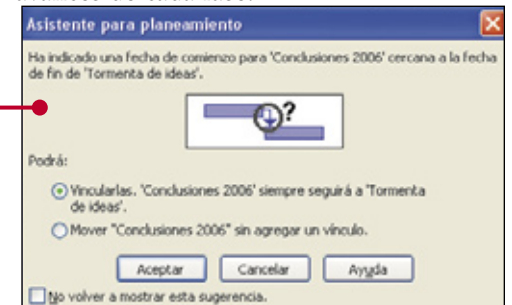 Asistente para planeamiento
Ha indicado una fecha de comienzo para 'Conclusiones 2006' cercana a la fecha
de fin de 'Tormenta de ideas'.
?
Podrá:
Vincularlas. 'Conclusiones 2006' siempre seguirá a 'Tormenta
de ideas'.
Mover "Conclusiones 2006" sin agregar un vínculo.
Aceptar Cancelar Ayuda
No volver a mostrar esta sugerencia.